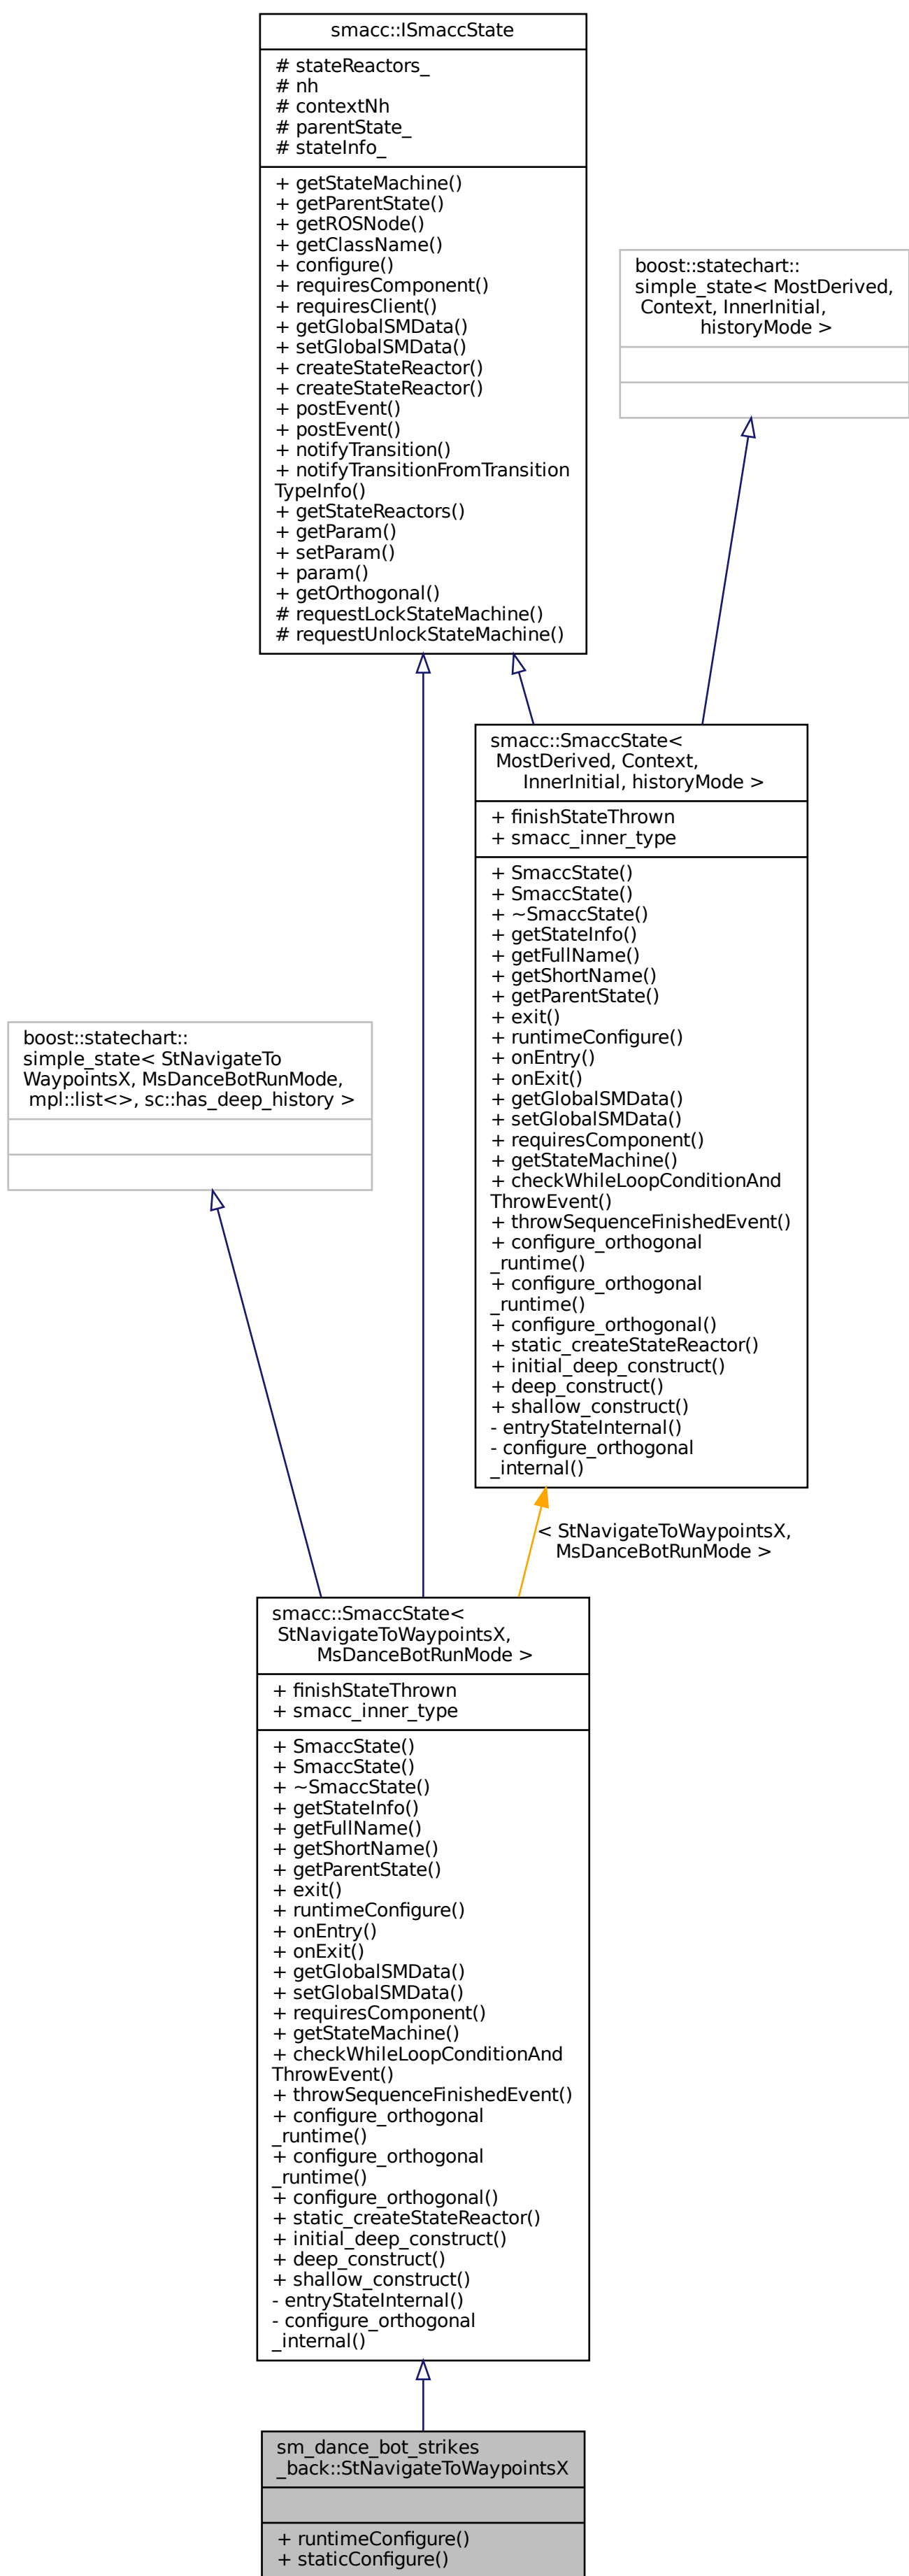 smacc::ISmaccState
# stateReactors_
# nh
# contextNh
# parentState_
# stateInfo_
+ getStateMachine()
+ getParentState()
+ getROSNode()
+ getClassName()
+ configure()
+ requiresComponent()
+ requiresClient()
+ getGlobalSMData()
+ setGlobalSMData()
+ createStateReactor()
+ createStateReactor()
+ postEvent()
+ postEvent()
+ notifyTransition()
+ notifyTransitionFromTransition
TypeInfo()
+ getStateReactors()
+ getParam()
+ setParam()
+ param()
+ getOrthogonal()
# requestLockStateMachine()
# requestUnlockStateMachine()
boost::statechart::
simple_state< MostDerived,
Context, InnerInitial,
historyMode >
smacc::SmaccState<
MostDerived, Context,
InnerInitial, historyMode >
+ finishStateThrown
+ smacc_inner_type
+ SmaccState()
+ SmaccState()
+ ~SmaccState()
+ getStateInfo()
+ getFullName()
+ getShortName()
+ getParentState()
+ exit()
+ runtimeConfigure()
+ onEntry()
+ onExit()
+ getGlobalSMData()
+ setGlobalSMData()
+ requiresComponent()
+ getStateMachine()
+ checkWhileLoopConditionAnd
ThrowEvent()
+ throwSequenceFinishedEvent()
+ configure_orthogonal
_runtime()
+ configure_orthogonal
_runtime()
+ configure_orthogonal()
+ static_createStateReactor()
+ initial_deep_construct()
+ deep_construct()
+ shallow_construct()
- entryStateInternal()
- configure_orthogonal
_internal()
boost::statechart::
simple_state< StNavigateTo
WaypointsX, MsDanceBotRunMode,
mpl::list<>, sc::has_deep_history >
< StNavigateToWaypointsX,
MsDanceBotRunMode >
smacc::SmaccState<
StNavigateToWaypointsX,
MsDanceBotRunMode >
+ finishStateThrown
+ smacc_inner_type
+ SmaccState()
+ SmaccState()
+ ~SmaccState()
+ getStateInfo()
+ getFullName()
+ getShortName()
+ getParentState()
+ exit()
+ runtimeConfigure()
+ onEntry()
+ onExit()
+ getGlobalSMData()
+ setGlobalSMData()
+ requiresComponent()
+ getStateMachine()
+ checkWhileLoopConditionAnd
ThrowEvent()
+ throwSequenceFinishedEvent()
+ configure_orthogonal
_runtime()
+ configure_orthogonal
_runtime()
+ configure_orthogonal()
+ static_createStateReactor()
+ initial_deep_construct()
+ deep_construct()
+ shallow_construct()
- entryStateInternal()
- configure_orthogonal
_internal()
sm_dance_bot_strikes
_back::StNavigateToWaypointsX
+ runtimeConfigure()
+ staticConfigure()